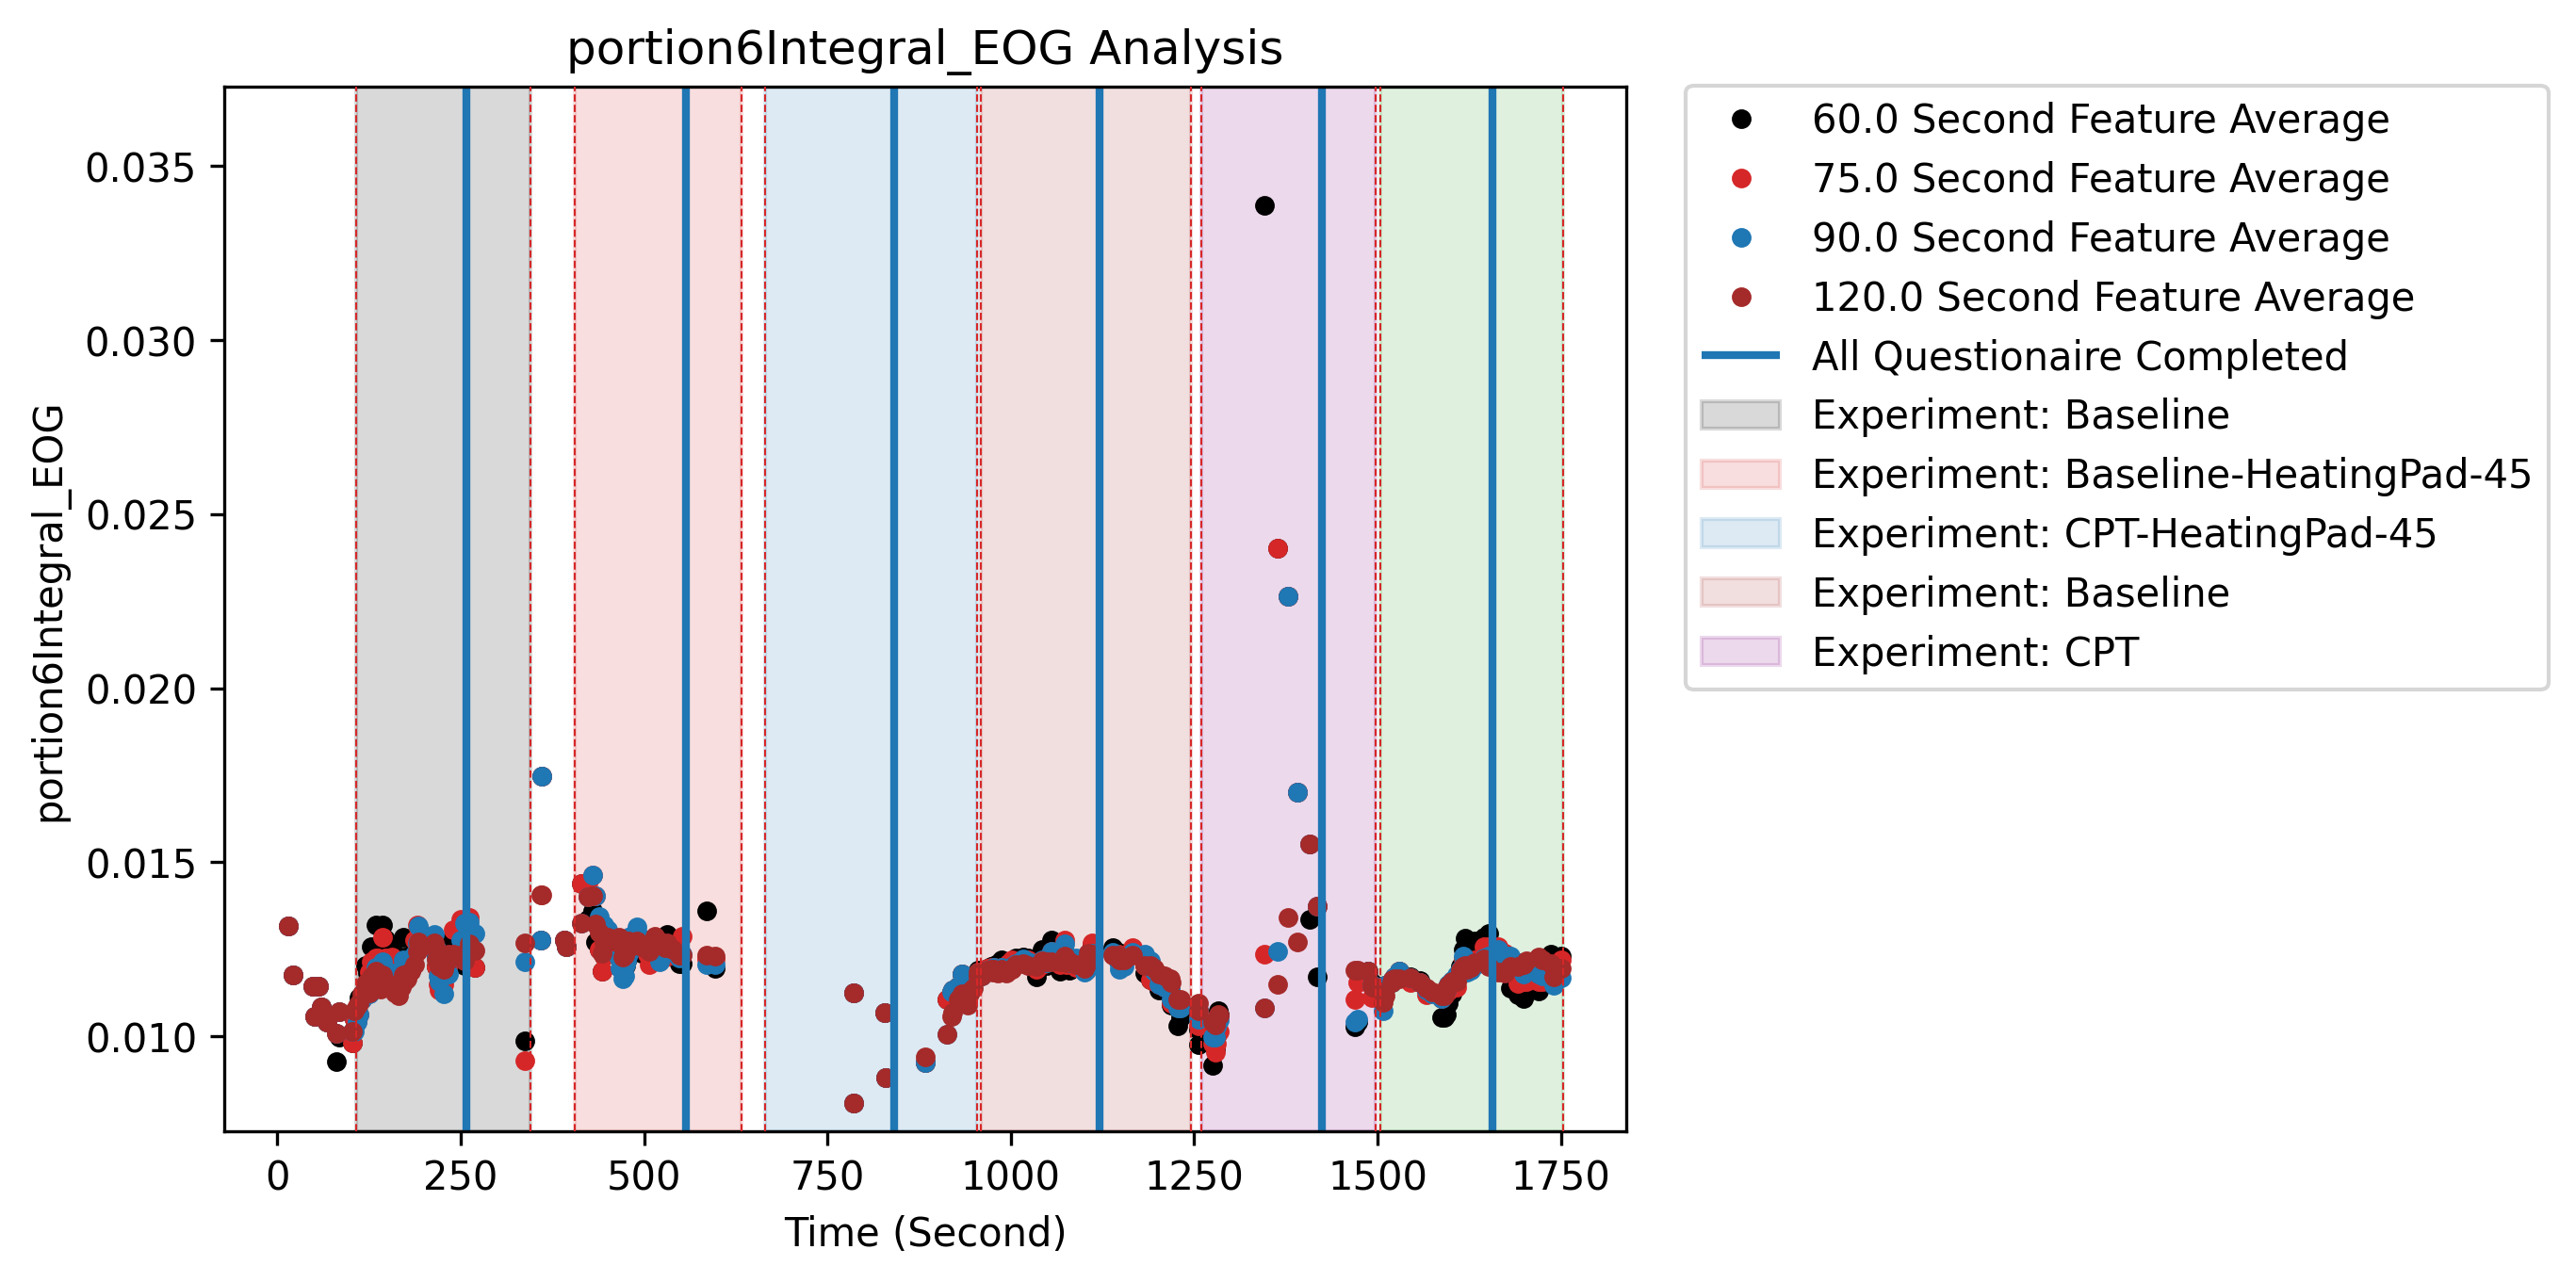 portion6Integral_EOG Analysis
portion6Integral_EOG
0.035
0.030
0.025
0.020
0.015
0.010
0
250
500
750
1000
1250
1500
1750
Time (Second)
60.0 Second Feature Average
75.0 Second Feature Average
90.0 Second Feature Average
120.0 Second Feature Average
All Questionaire Completed
Experiment: Baseline
Experiment: Baseline-HeatingPad-45
Experiment: CPT-HeatingPad-45
Experiment: Baseline
Experiment: CPT